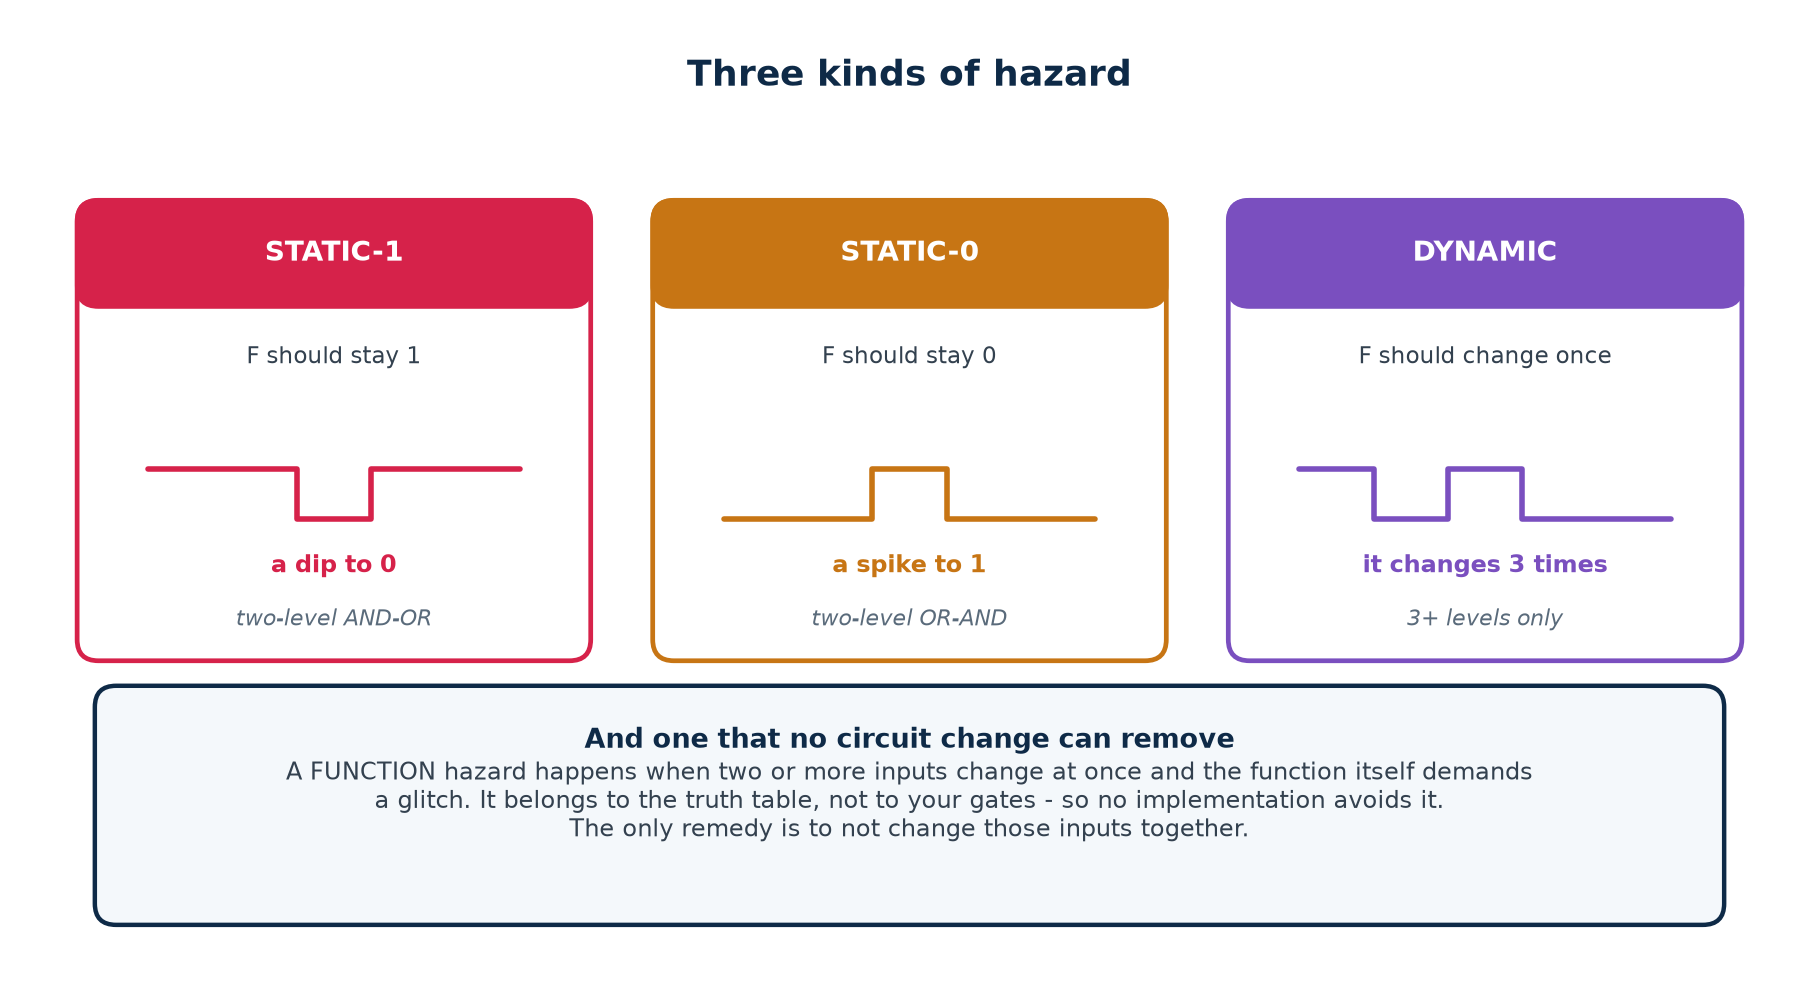 Three kinds of hazard
STATIC-1
F should stay 1
a dip to 0
two-level AND-OR
STATIC-0
F should stay 0
a spike to 1
two-level OR-AND
DYNAMIC
F should change once
it changes 3 times
3+ levels only
And one that no circuit change can remove
A FUNCTION hazard happens when two or more inputs change at once and the function itself demands
a glitch. It belongs to the truth table, not to your gates - so no implementation avoids it.
The only remedy is to not change those inputs together.